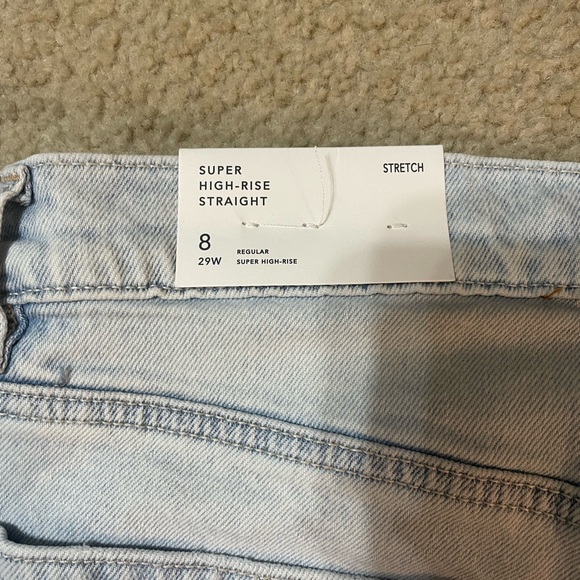 SUPER
HIGH-RISE
STRAIGHT
STRETCH
8
29W
REGULAR
SUPER HIGH-RISE